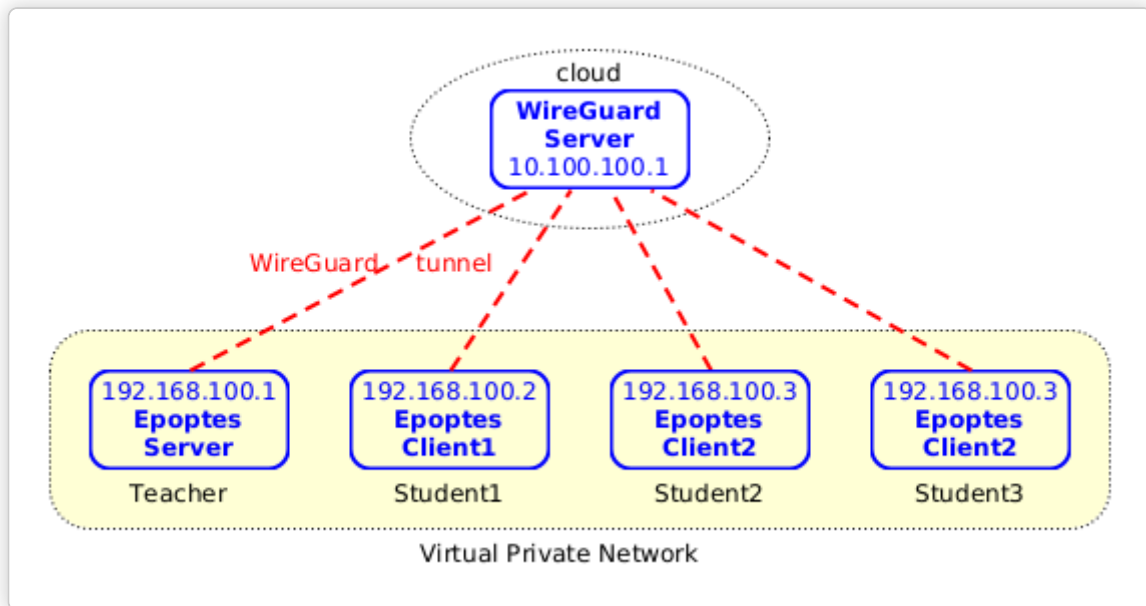 cloud
WireGuard
Server
10.100.100.1
WireGuard tunnel
192.168.100.1
Epoptes
Server
192.168.100.2
Epoptes
Client1
192.168.100.3
Epoptes
Client2
192.168.100.3
Epoptes
Client2
Teacher
Student1
Student2
Student3
Virtual Private Network